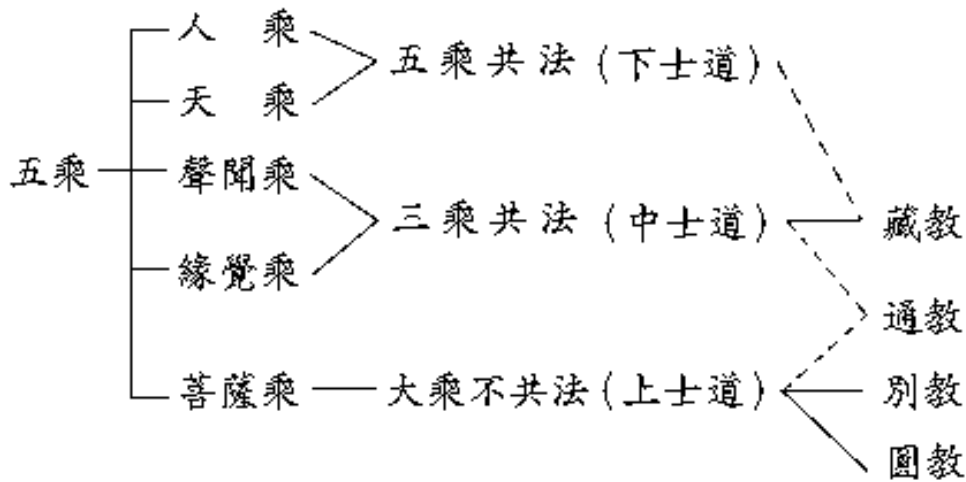 人　乘
五乘共法（下士道）
天　乘
五乘
聲聞乘
三乘共法（中士道）
藏教
緣覺乘
通教
菩薩乘
大乘不共法（上士道）
別教
圓教